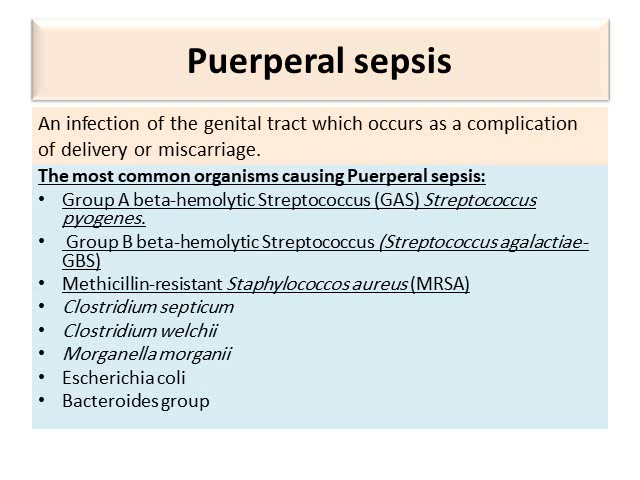 Puerperal sepsis
An infection of the genital tract which occurs as a complication
of delivery or miscarriage.
The most common organisms causing Puerperal sepsis:
• Group A beta-hemolytic Streptococcus (GAS) Streptococcus
pyogenes.
• Group B beta-hemolytic Streptococcus (Streptococcus agalactiae-
GBS)
• Methicillin-resistant Staphylococcos aureus (MRSA)
• Clostridium septicum
• Clostridium welchii
• Morganella morganii
• Escherichia coli
• Bacteroides group